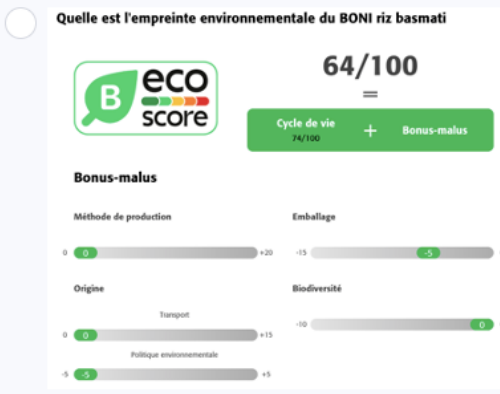 Quelle est l'empreinte environnementale du BONI riz basmati
B
eco
score
64/100
=
Cycle de vie + Bonus-malus
74/100
Bonus-malus
Méthode de production
0 0 +20
Emballage
-15 -5
Origine
Transport
0 0 +15
Politique environnementale
-5 -5 +5
Biodiversité
-10 0